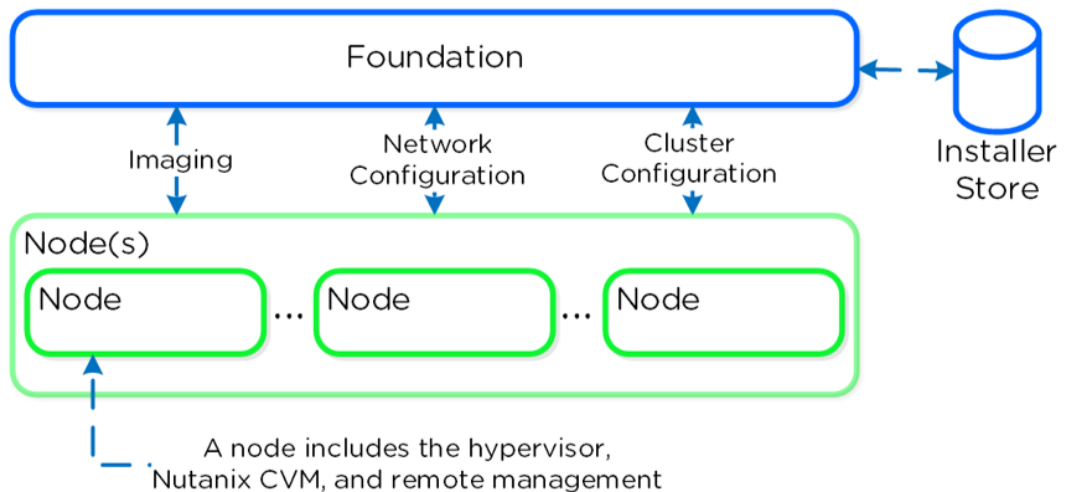 Foundation
Installer
Store
Imaging
Network
Configuration
Cluster
Configuration
Node(s)
Node
...
Node
...
Node
A node includes the hypervisor,
Nutanix CVM, and remote management